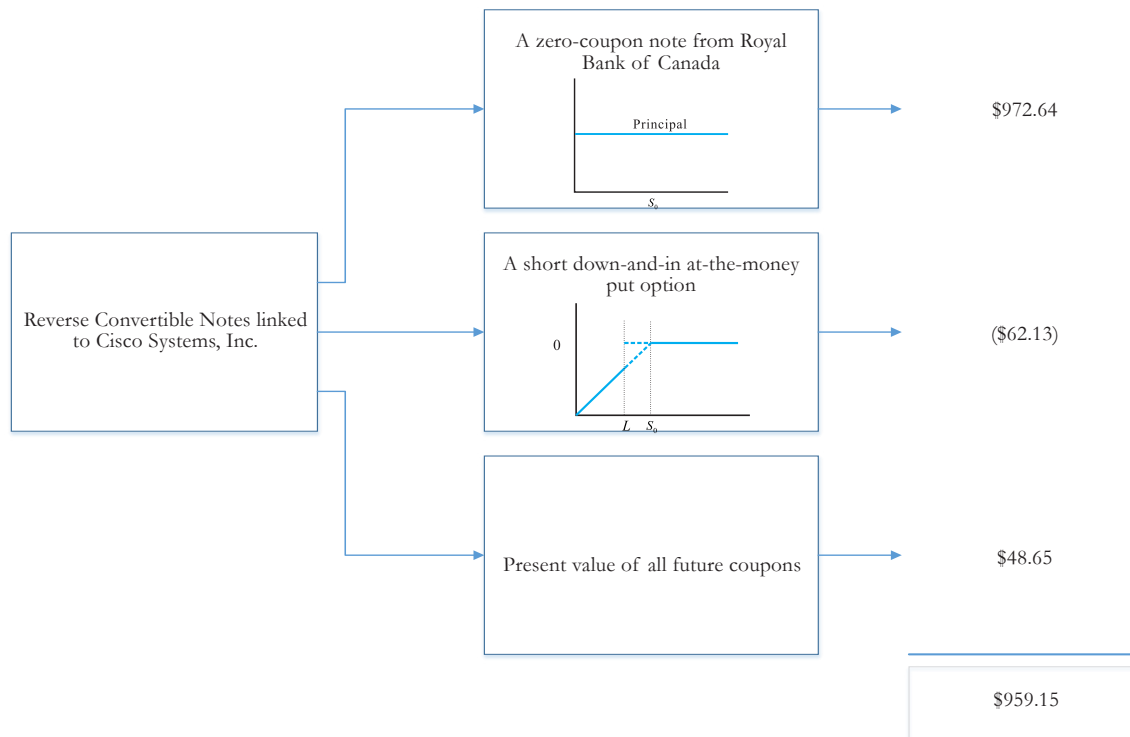 A zero-coupon note from Royal
Bank of Canada
Principal
S₀
$972.64
Reverse Convertible Notes linked
to Cisco Systems, Inc.
A short down-and-in at-the-money
put option
0
L S₀
($62.13)
Present value of all future coupons
$48.65
$959.15